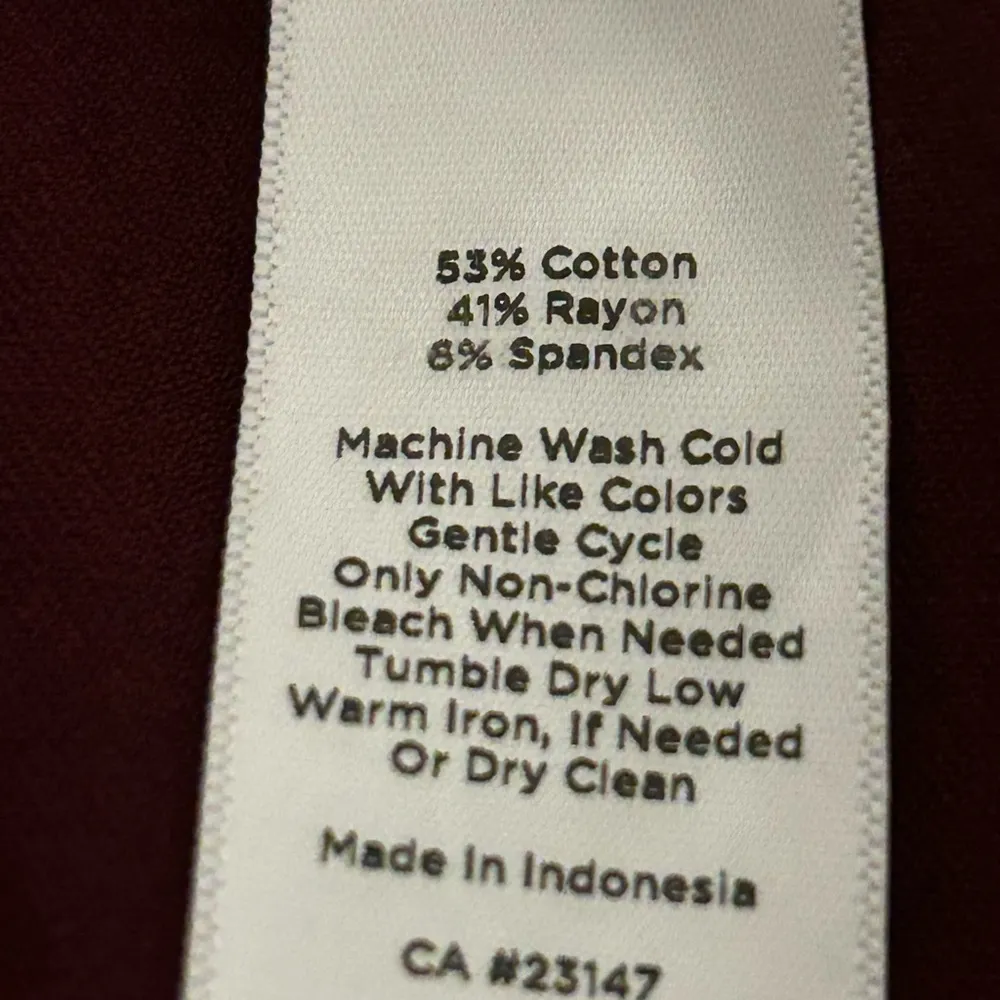 53% Cotton
41% Rayon
6% Spandex
Machine Wash Cold
With Like Colors
Gentle Cycle
Only Non-Chlorine
Bleach When Needed
Tumble Dry Low
Warm Iron, If Needed
Or Dry Clean
Made In Indonesia
CA #23147